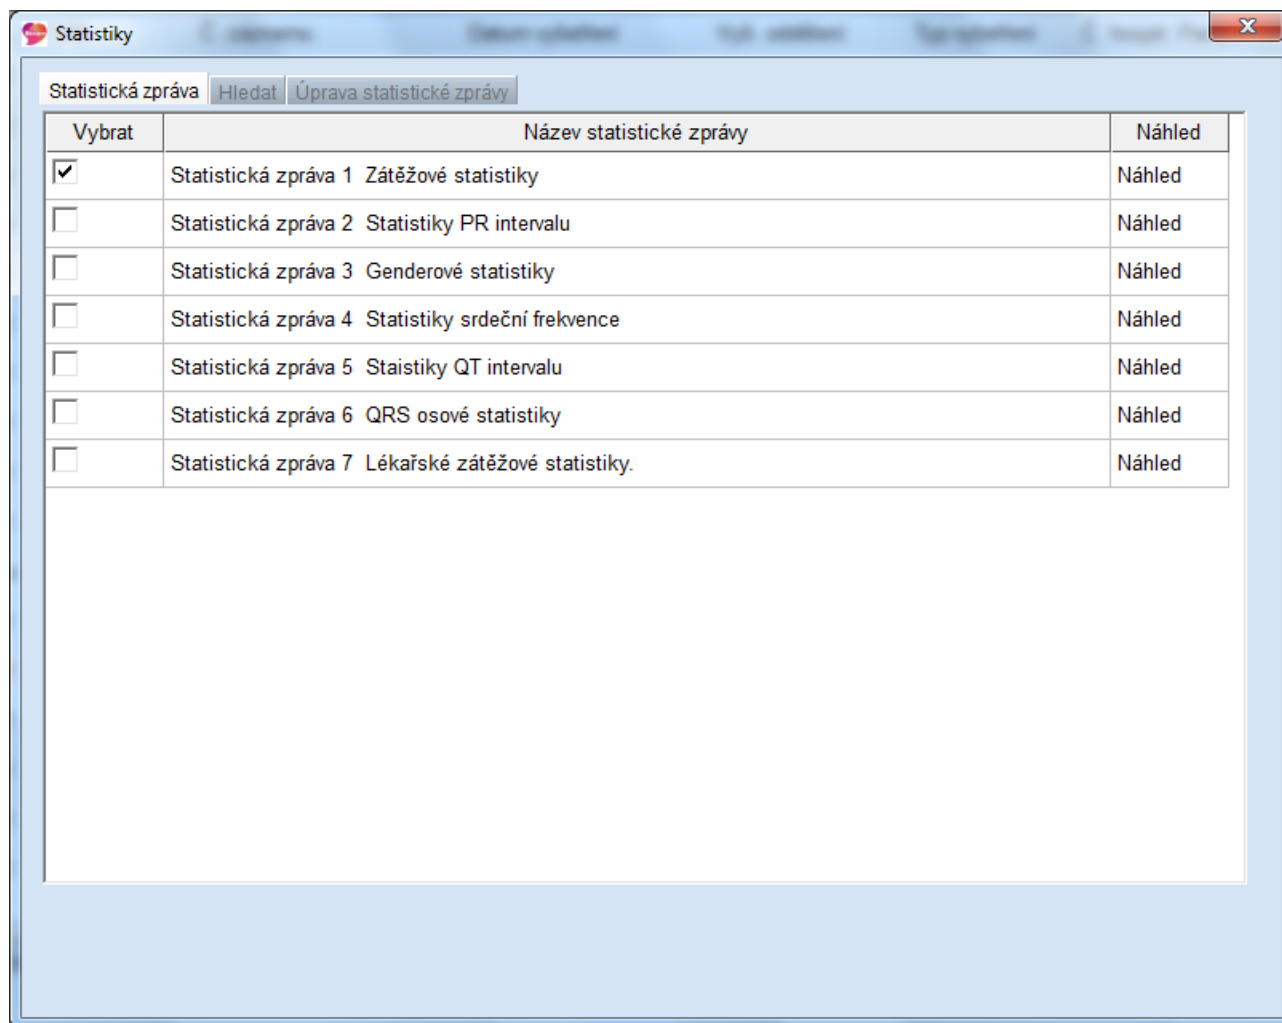 Statistiky
Statistická zpráva Hledat Úprava statistické zprávy
Vybrat Název statistické zprávy Náhled
Statistická zpráva 1 Zátěžové statistiky Náhled
Statistická zpráva 2 Statistiky PR intervalu Náhled
Statistická zpráva 3 Genderové statistiky Náhled
Statistická zpráva 4 Statistiky srdeční frekvence Náhled
Statistická zpráva 5 Staistiky QT intervalu Náhled
Statistická zpráva 6 QRS osové statistiky Náhled
Statistická zpráva 7 Lékařské zátěžové statistiky. Náhled